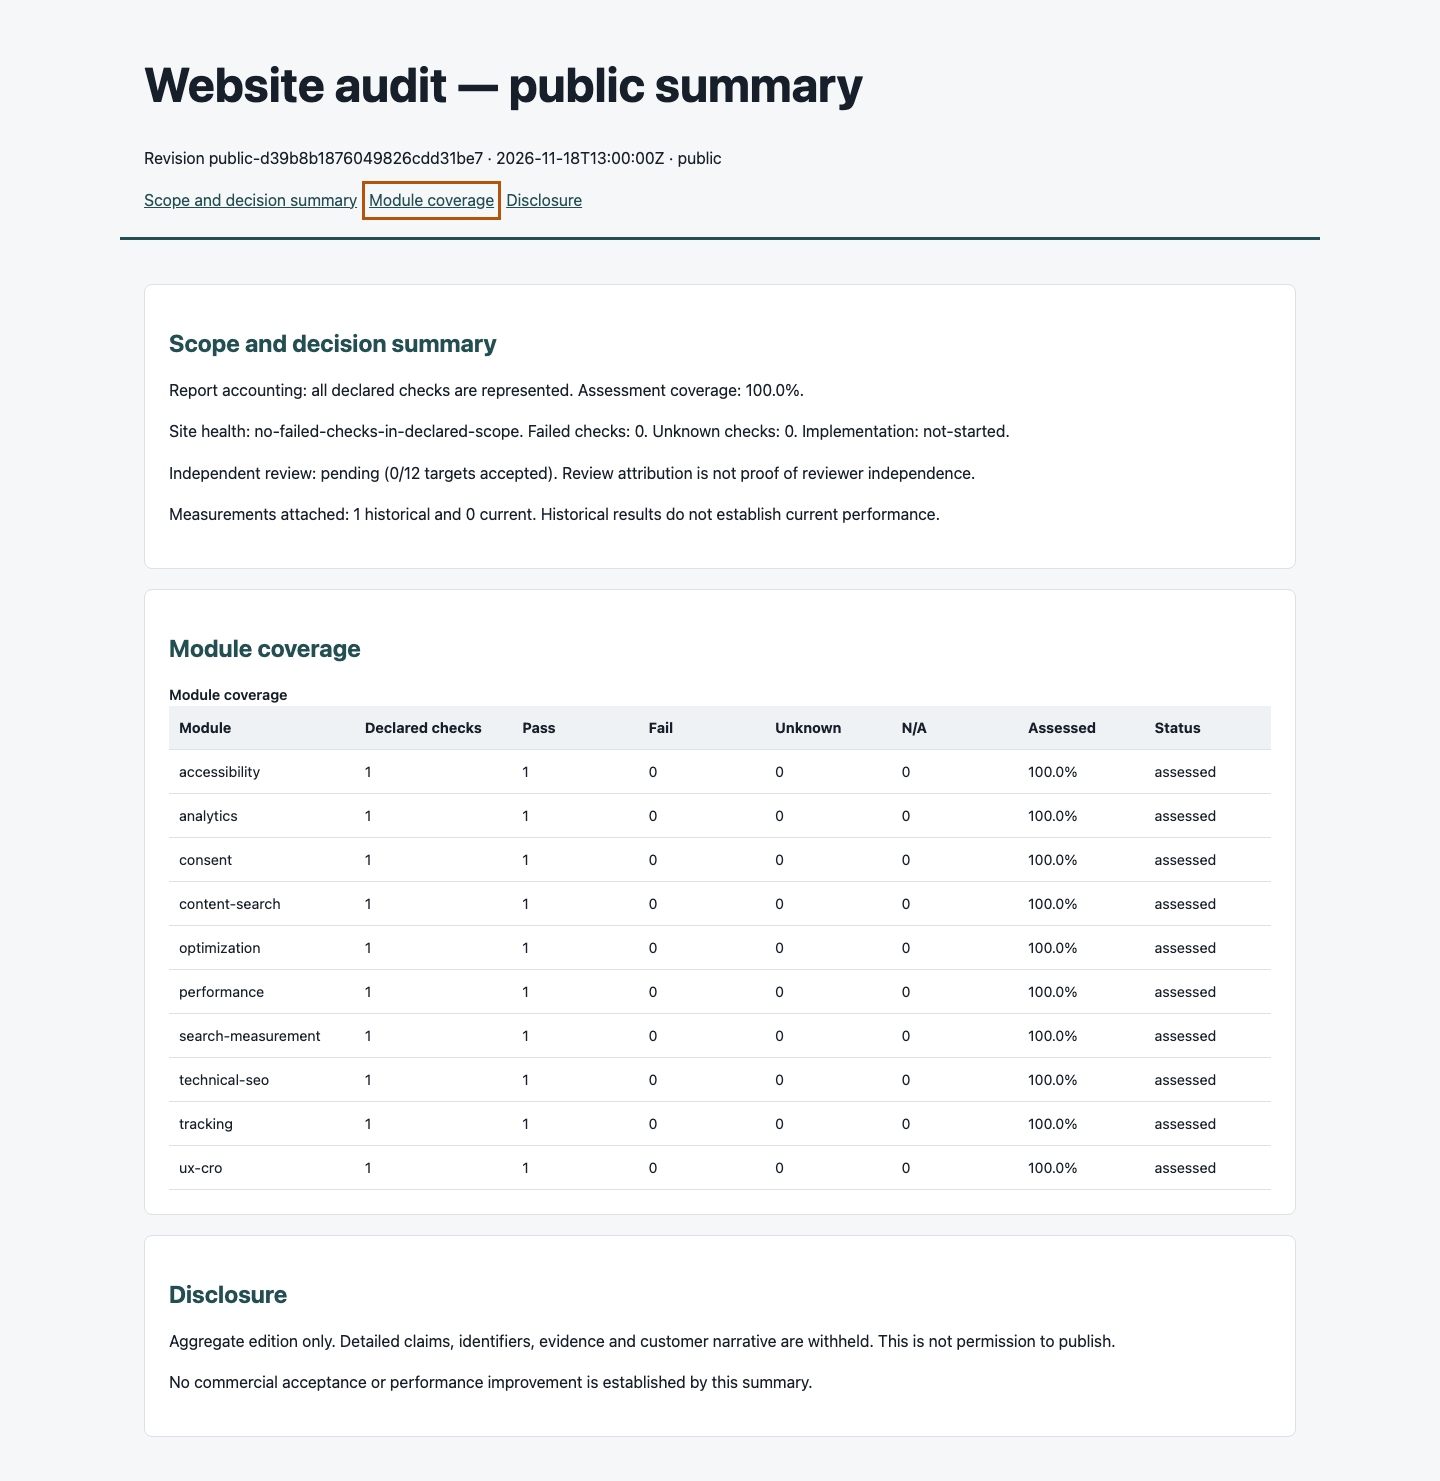 Website audit — public summary
Revision public-d39b8b1876049826cdd31be7 · 2026-11-18T13:00:00Z · public
Scope and decision summary Module coverage Disclosure
Scope and decision summary
Report accounting: all declared checks are represented. Assessment coverage: 100.0%.
Site health: no-failed-checks-in-declared-scope. Failed checks: 0. Unknown checks: 0. Implementation: not-started.
Independent review: pending (0/12 targets accepted). Review attribution is not proof of reviewer independence.
Measurements attached: 1 historical and 0 current. Historical results do not establish current performance.
Module coverage
Module coverage
Module Declared checks Pass Fail Unknown N/A Assessed Status
accessibility 1 1 0 0 0 100.0% assessed
analytics 1 1 0 0 0 100.0% assessed
consent 1 1 0 0 0 100.0% assessed
content-search 1 1 0 0 0 100.0% assessed
optimization 1 1 0 0 0 100.0% assessed
performance 1 1 0 0 0 100.0% assessed
search-measurement 1 1 0 0 0 100.0% assessed
technical-seo 1 1 0 0 0 100.0% assessed
tracking 1 1 0 0 0 100.0% assessed
ux-cro 1 1 0 0 0 100.0% assessed
Disclosure
Aggregate edition only. Detailed claims, identifiers, evidence and customer narrative are withheld. This is not permission to publish.
No commercial acceptance or performance improvement is established by this summary.